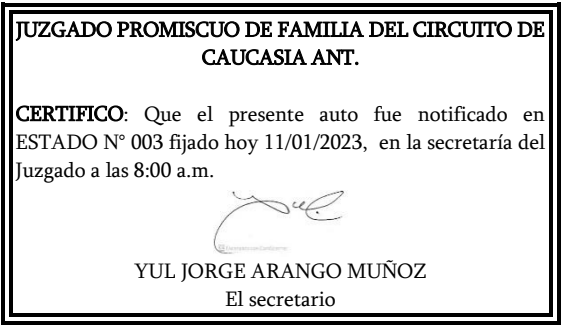 JUZGADO PROMISCUO DE FAMILIA DEL CIRCUITO DE
CAUCASIA ANT.
CERTIFICO: Que el presente auto fue notificado en
ESTADO N° 003 fijado hoy 11/01/2023, en la secretaría del
Juzgado a las 8:00 a.m.
YUL JORGE ARANGO MUÑOZ
El secretario